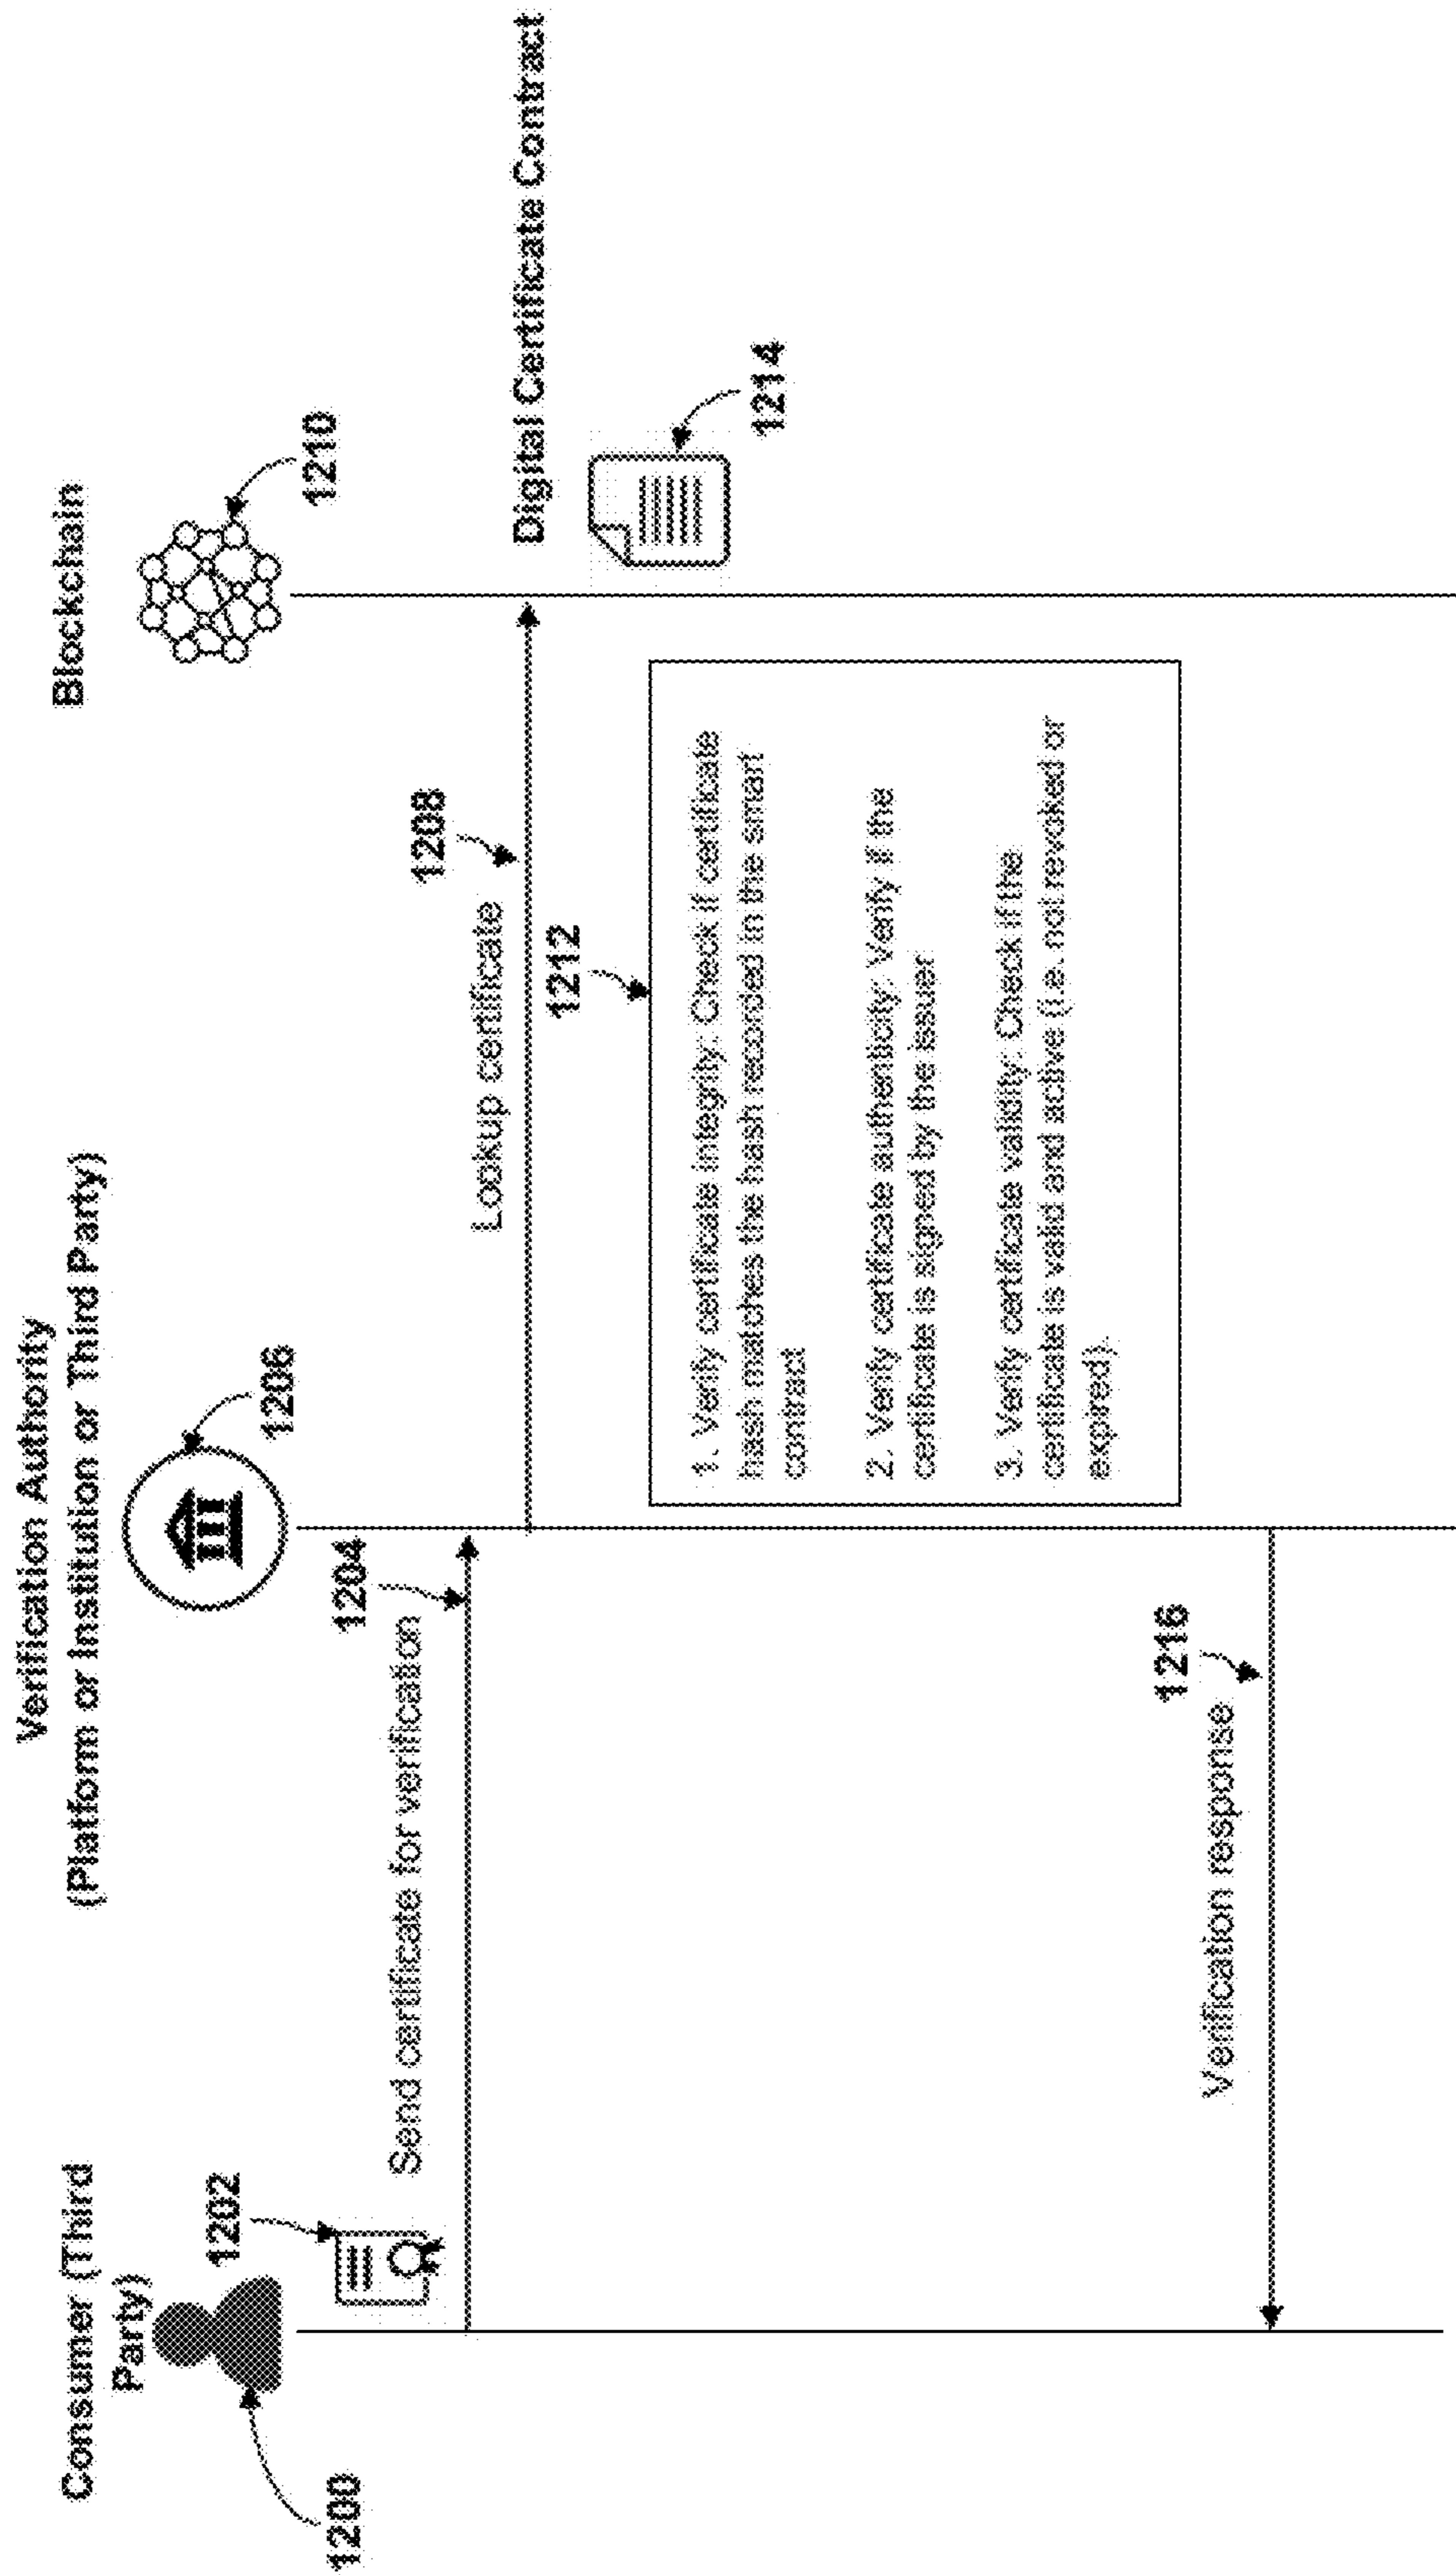 Consumer (Third
Party)
1200
1202
Verification Authority
(Platform or Institution or Third Party)
1206
Blockchain
1210
Send certificate for verification
1204
Lookup certificate
1208
Digital Certificate Contract
1214
1212
1. Verify certificate integrity: Check if certificate
hash matches the hash recorded in the smart
contract
2. Verify certificate authenticity: Verify if the
certificate is signed by the issuer
3. Verify certificate validity: Check if the
certificate is valid and active (i.e. not revoked or
expired).
Verification response
1216